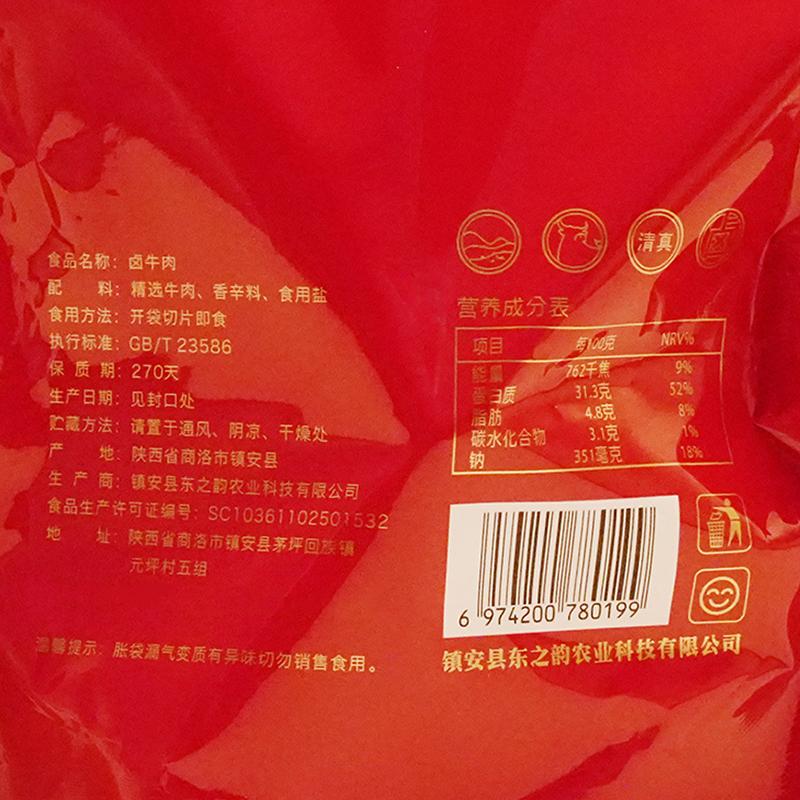 食品名称：卤牛肉
配 料：精选牛肉、香辛料、食用盐
食用方法：开袋切片即食
执行标准：GB/T 23586
保 质 期：270天
生产日期：见封口处
贮藏方法：请置于通风、阴凉、干燥处
产 地：陕西省商洛市镇安县
生 产 商：镇安县东之韵农业科技有限公司
食品生产许可证编号：SC10361102501532
地 址：陕西省商洛市镇安县茅坪回族镇
元坪村五组
温馨提示：胀袋漏气变质有异味切勿销售食用。
清真
卤
营养成分表
项目 每100克 NRV%
能量 762千焦 9%
蛋白质 31.3克 52%
脂肪 4.8克 8%
碳水化合物 3.1克 1%
钠 351毫克 18%
6 974200 780199
镇安县东之韵农业科技有限公司